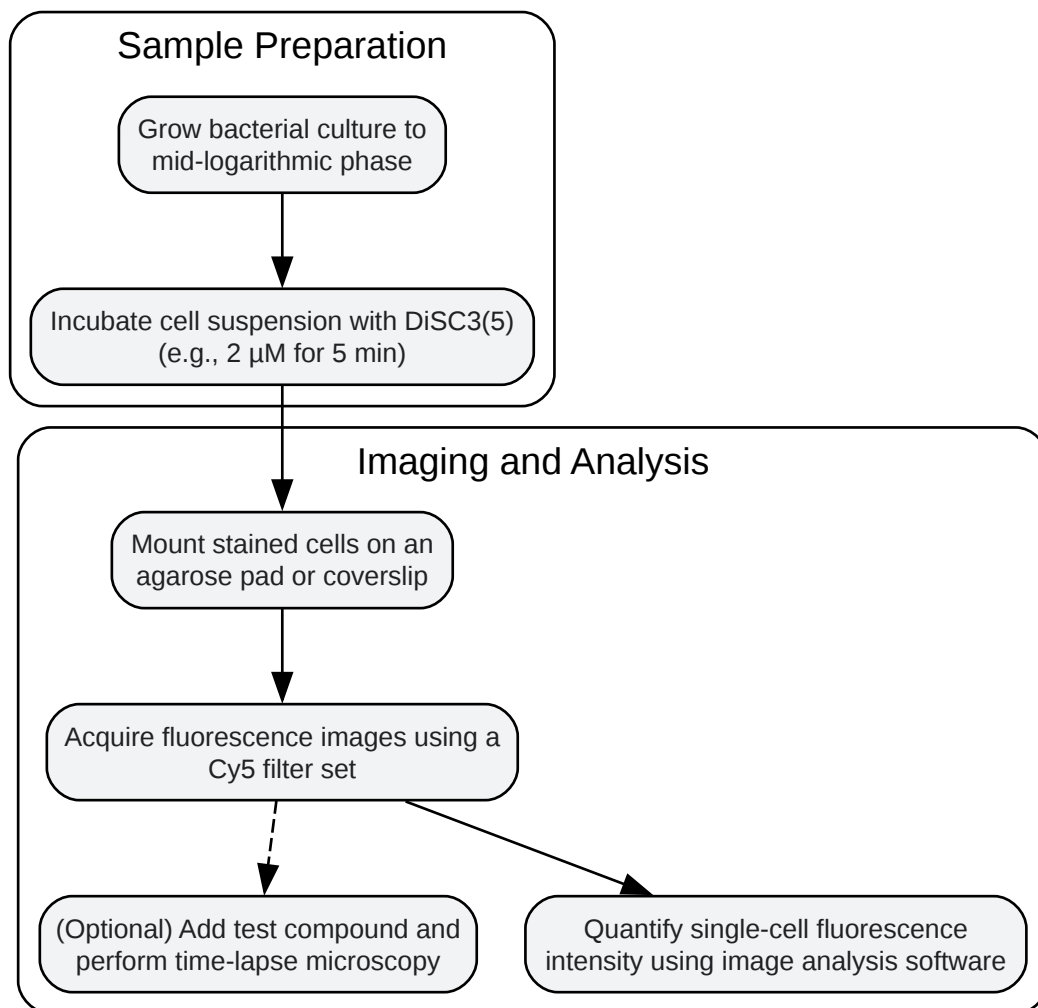 Sample Preparation
Grow bacterial culture to
mid-logarithmic phase
Incubate cell suspension with DiSC3(5)
(e.g., 2 µM for 5 min)
Imaging and Analysis
Mount stained cells on an
agarose pad or coverslip
Acquire fluorescence images using a
Cy5 filter set
(Optional) Add test compound and
perform time-lapse microscopy
Quantify single-cell fluorescence
intensity using image analysis software